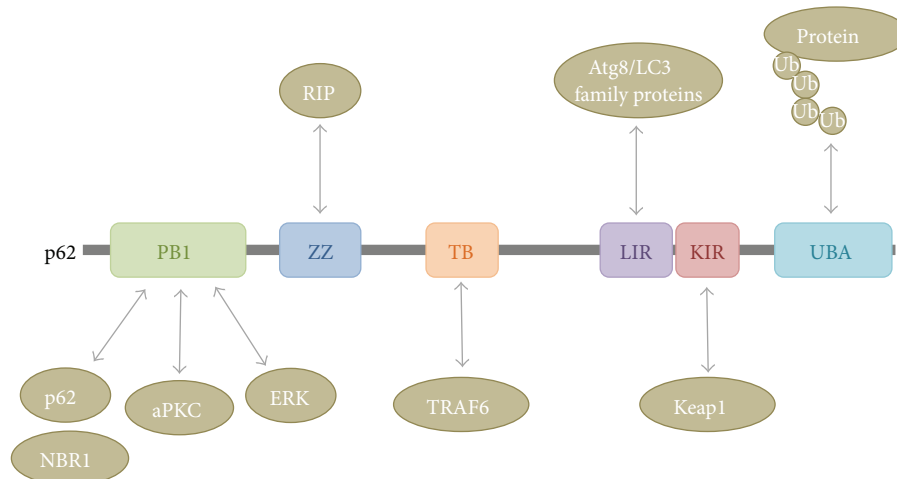 Protein
Ub
Ub
Ub
Ub
RIP
Atg8/LC3
family proteins
p62
PB1
ZZ
TB
LIR
KIR
UBA
p62
aPKC
ERK
NBR1
TRAF6
Keap1